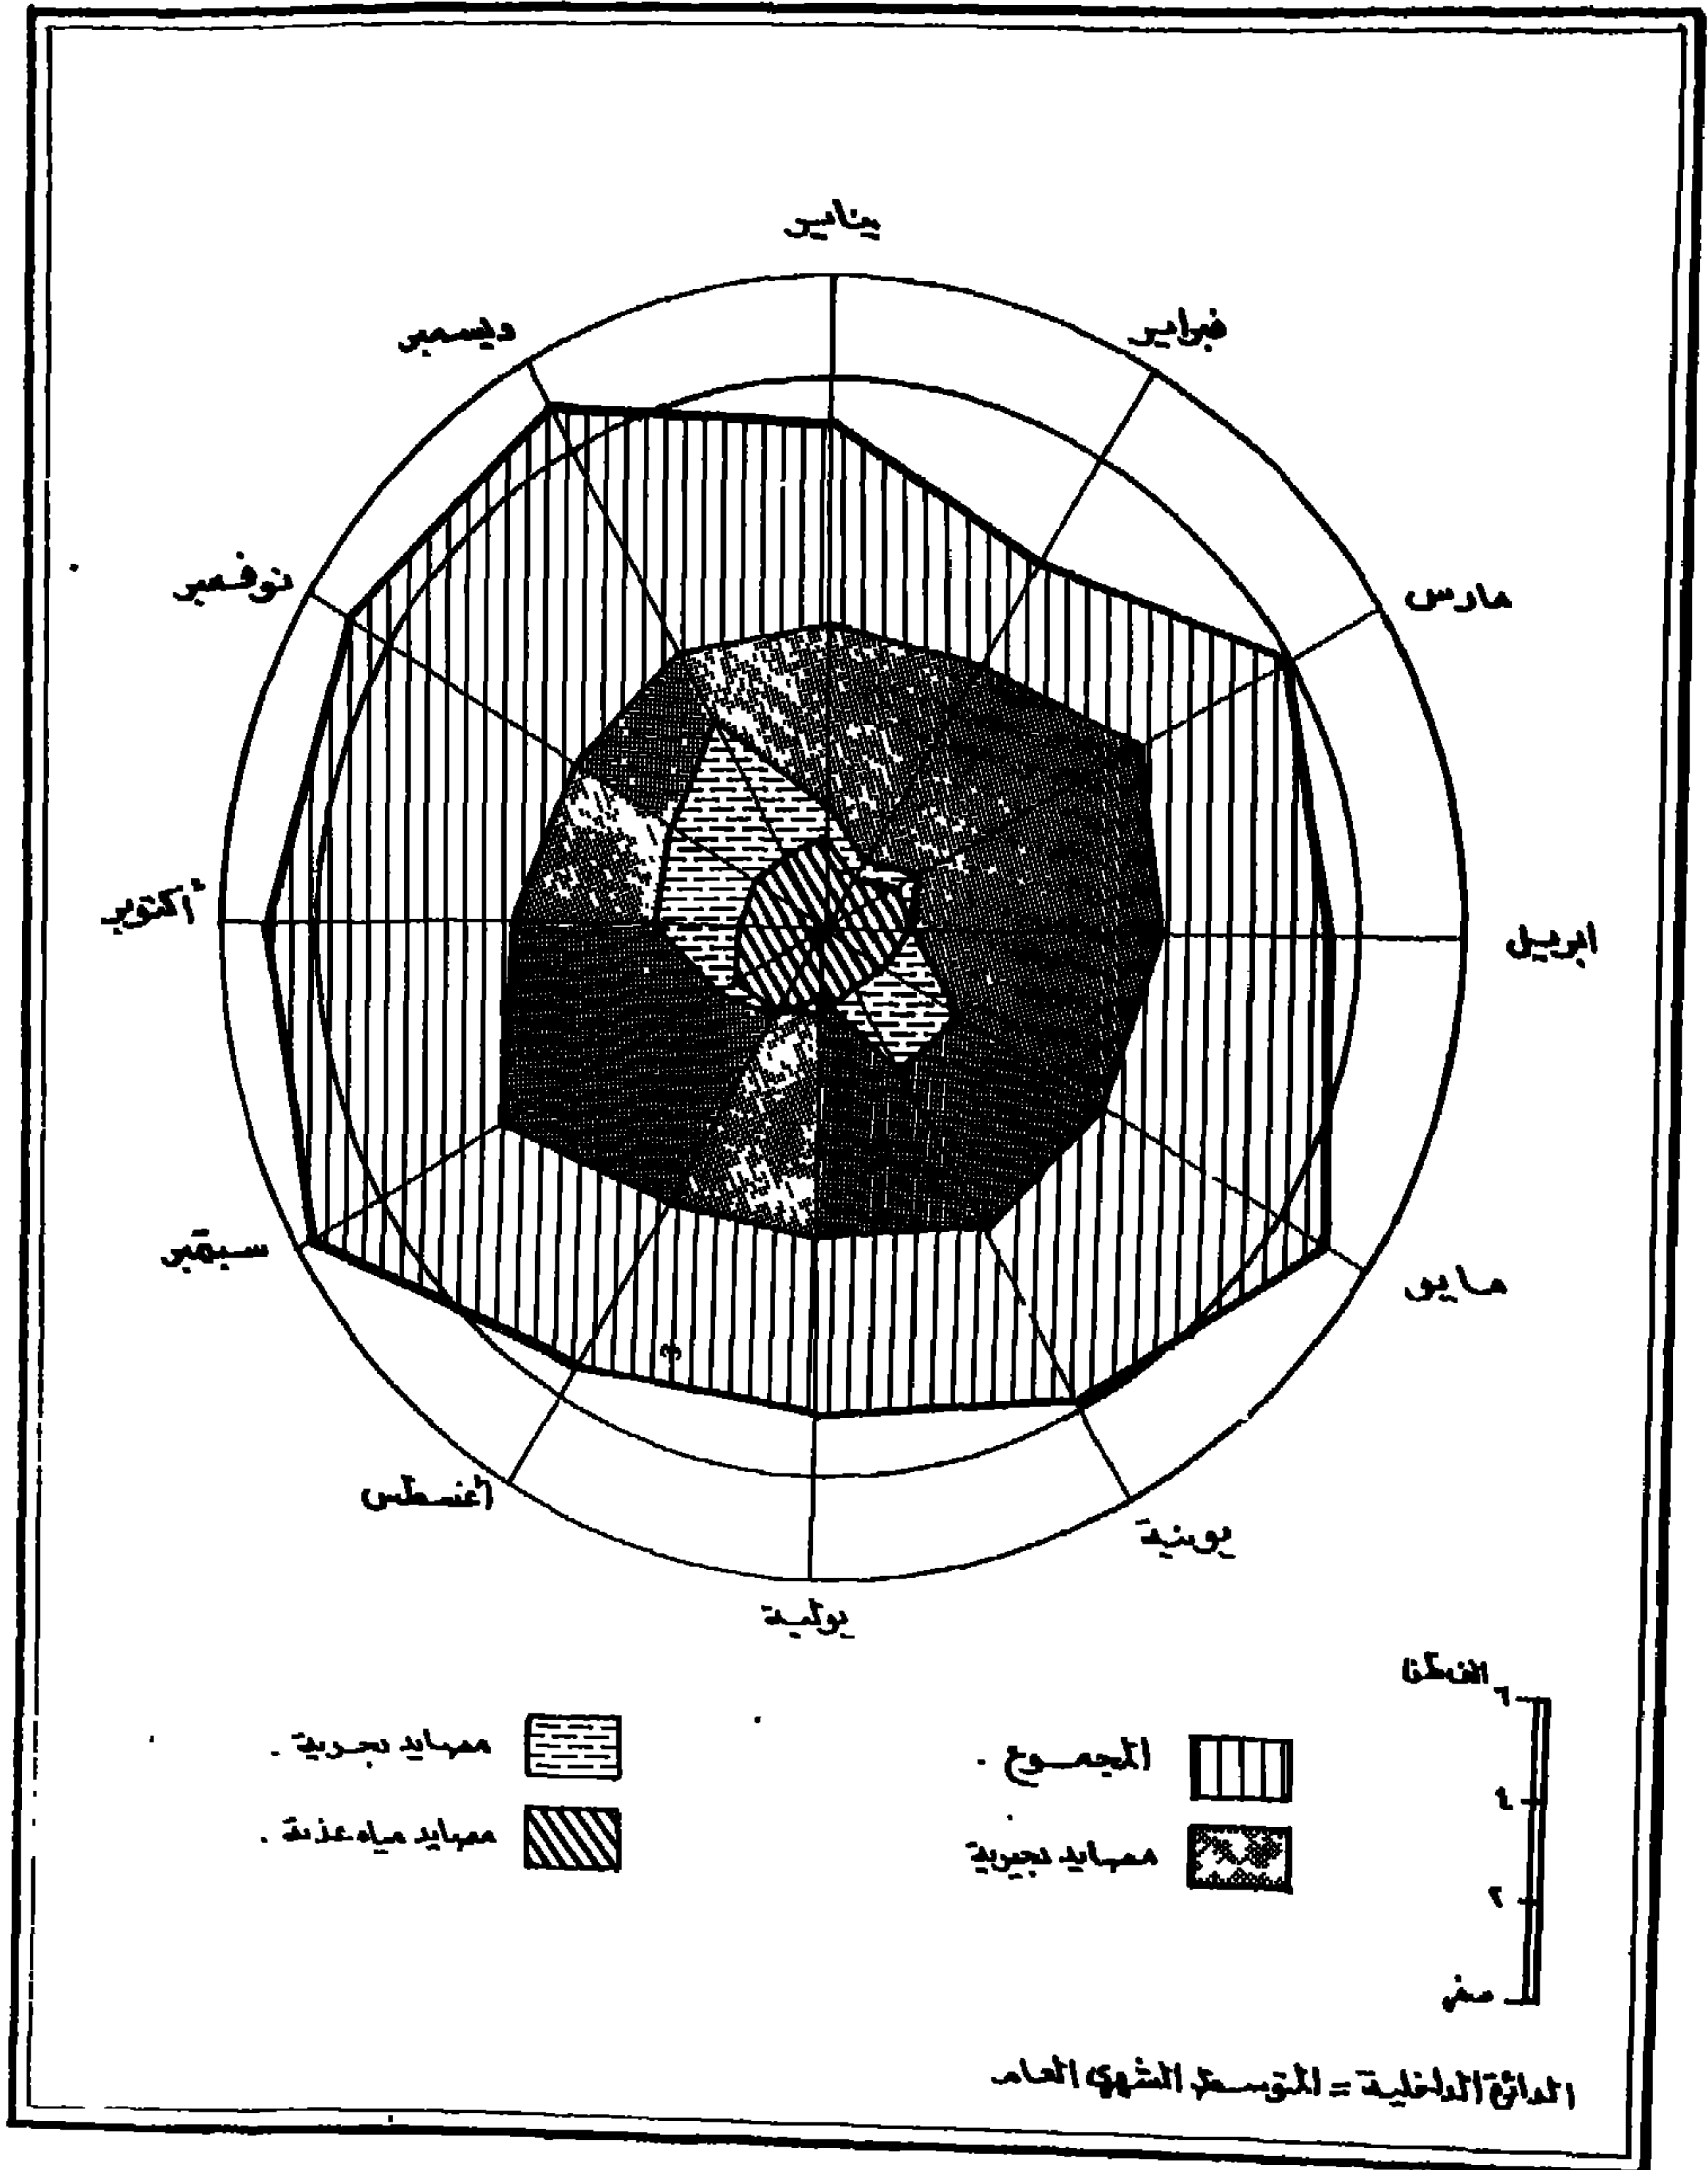 يناير
فبراير
مارس
ابريل
مايو
يونية
يولية
أغسطس
سبتمبر
أكتوبر
نوفمبر
ديسمبر
الف طن
٦
٤
٢
صفر
المجموع .
مصايد بحيرية
مصايد بحرية .
مصايد مياه عذبة .
الدائرة الداخلية = المتوسط الشهرى العام